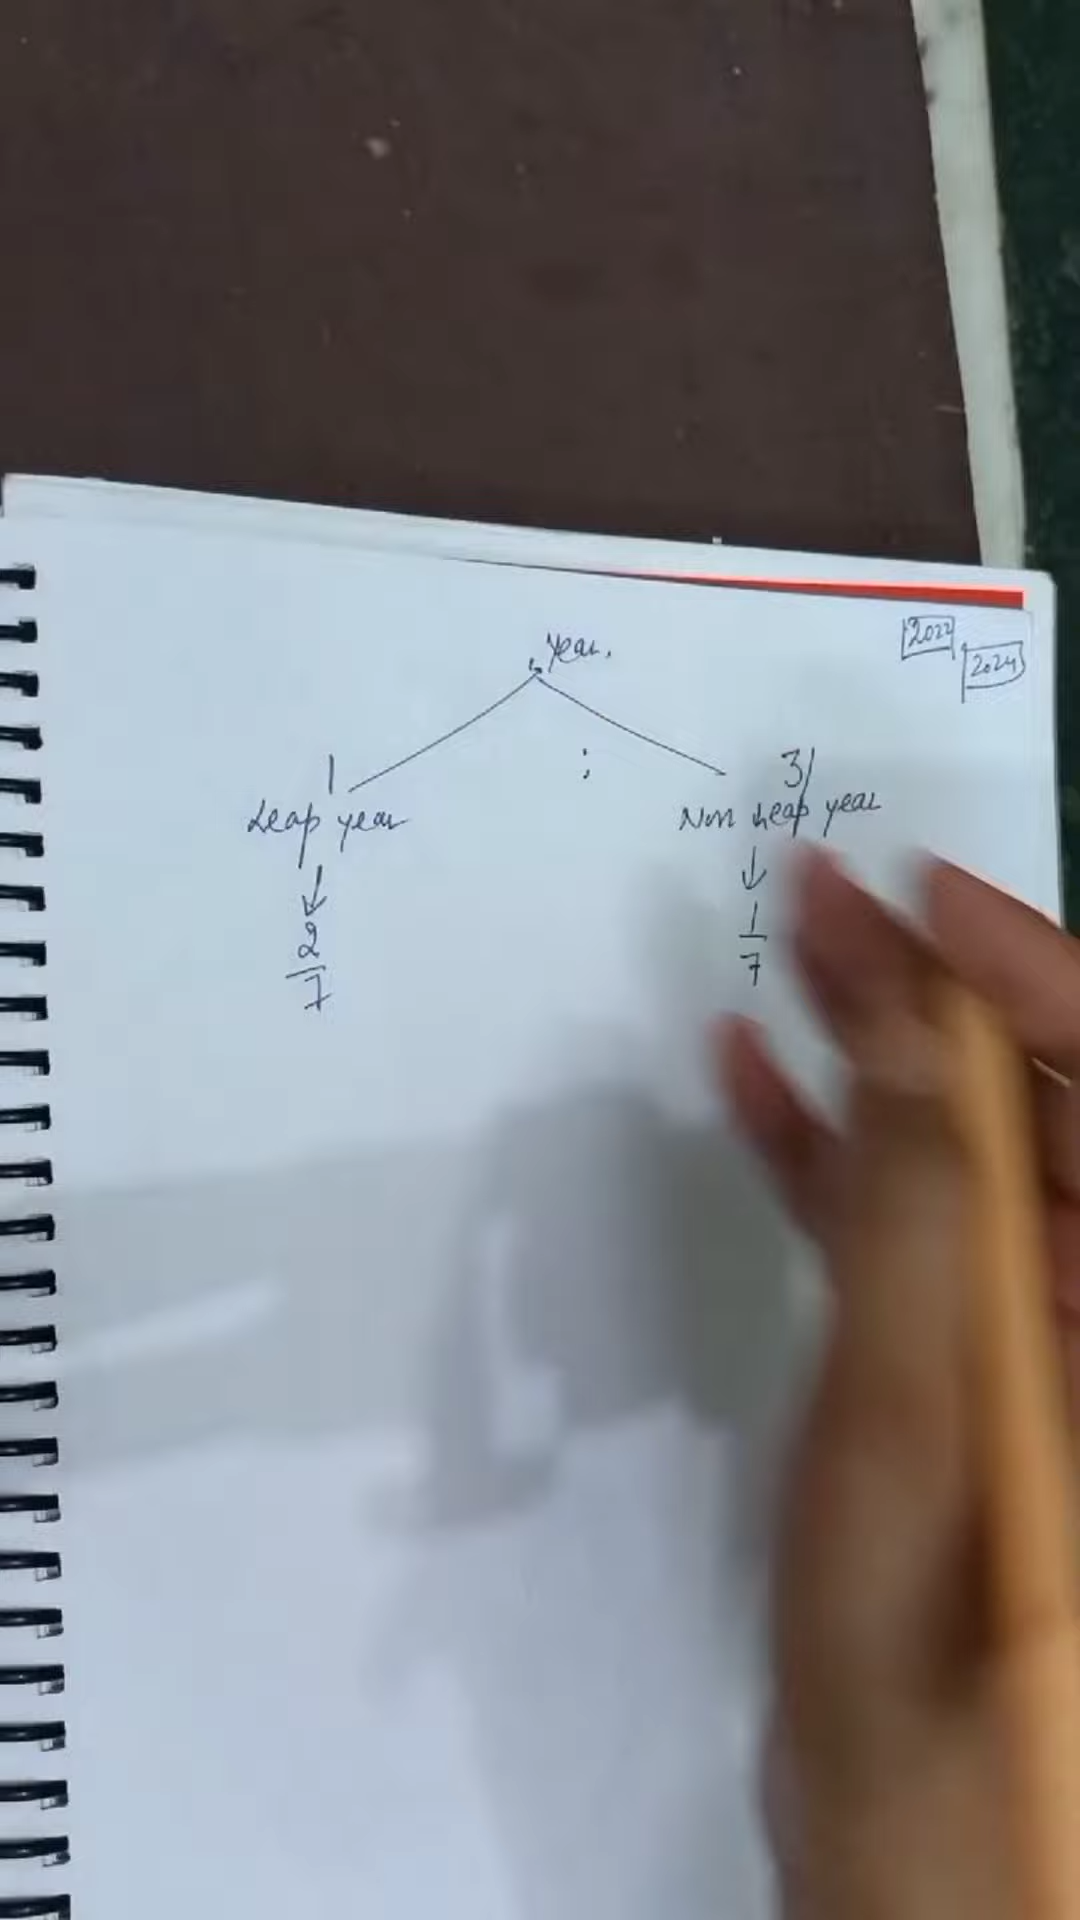 2022
2024
Year.
1 : 3
Leap year Non Leap year
↓ ↓
2/7 1/7